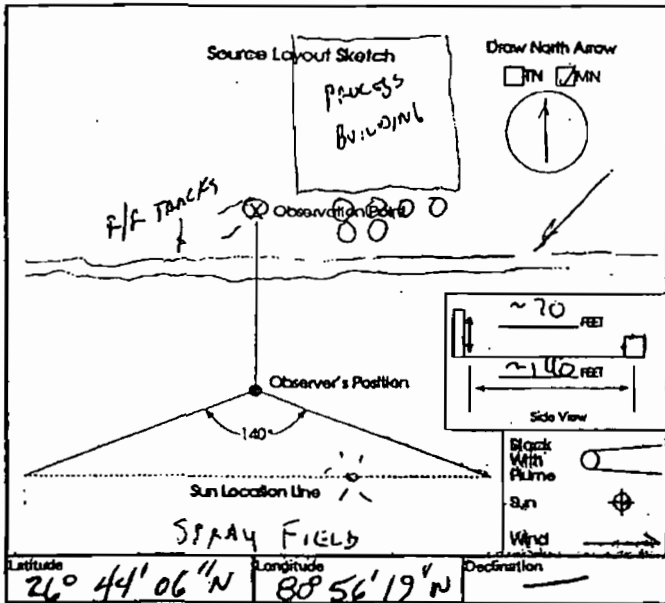 Source Layout Sketch
Draw North Arrow
TN MN
PROCESS
BUILDING
TRACKS
Observation Point
~70 FEET
~140 FEET
Side View
Observer's Position
140°
Sun Location Line
SPRAY FIELD
Stack
With
Plume
Sun
Wind
Latitude
26° 44' 06" N
Longitude
80° 56' 19" N
Declination